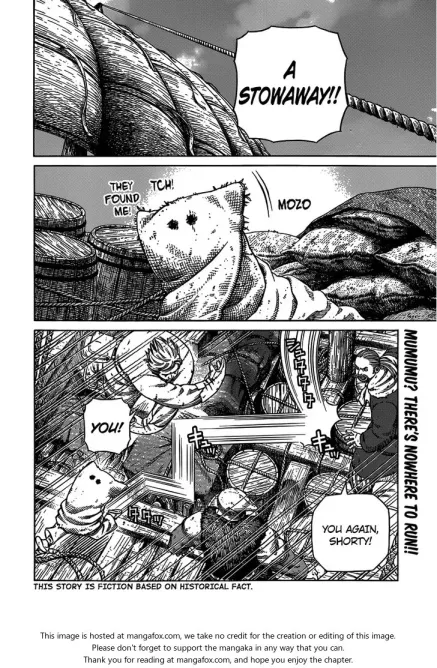 A
STOWAWAY!!
THEY
FOUND
ME!
TCH!
MOZO
YOU!
YOU AGAIN,
SHORTY!
MUMUMU? THERE'S NOWHERE TO RUN!!
THIS STORY IS FICTION BASED ON HISTORICAL FACT.
This image is hosted at mangafox.com, we take no credit for the creation or editing of this image.
Please don't forget to support the mangaka in any way that you can.
Thank you for reading at mangafox.com, and hope you enjoy the chapter.